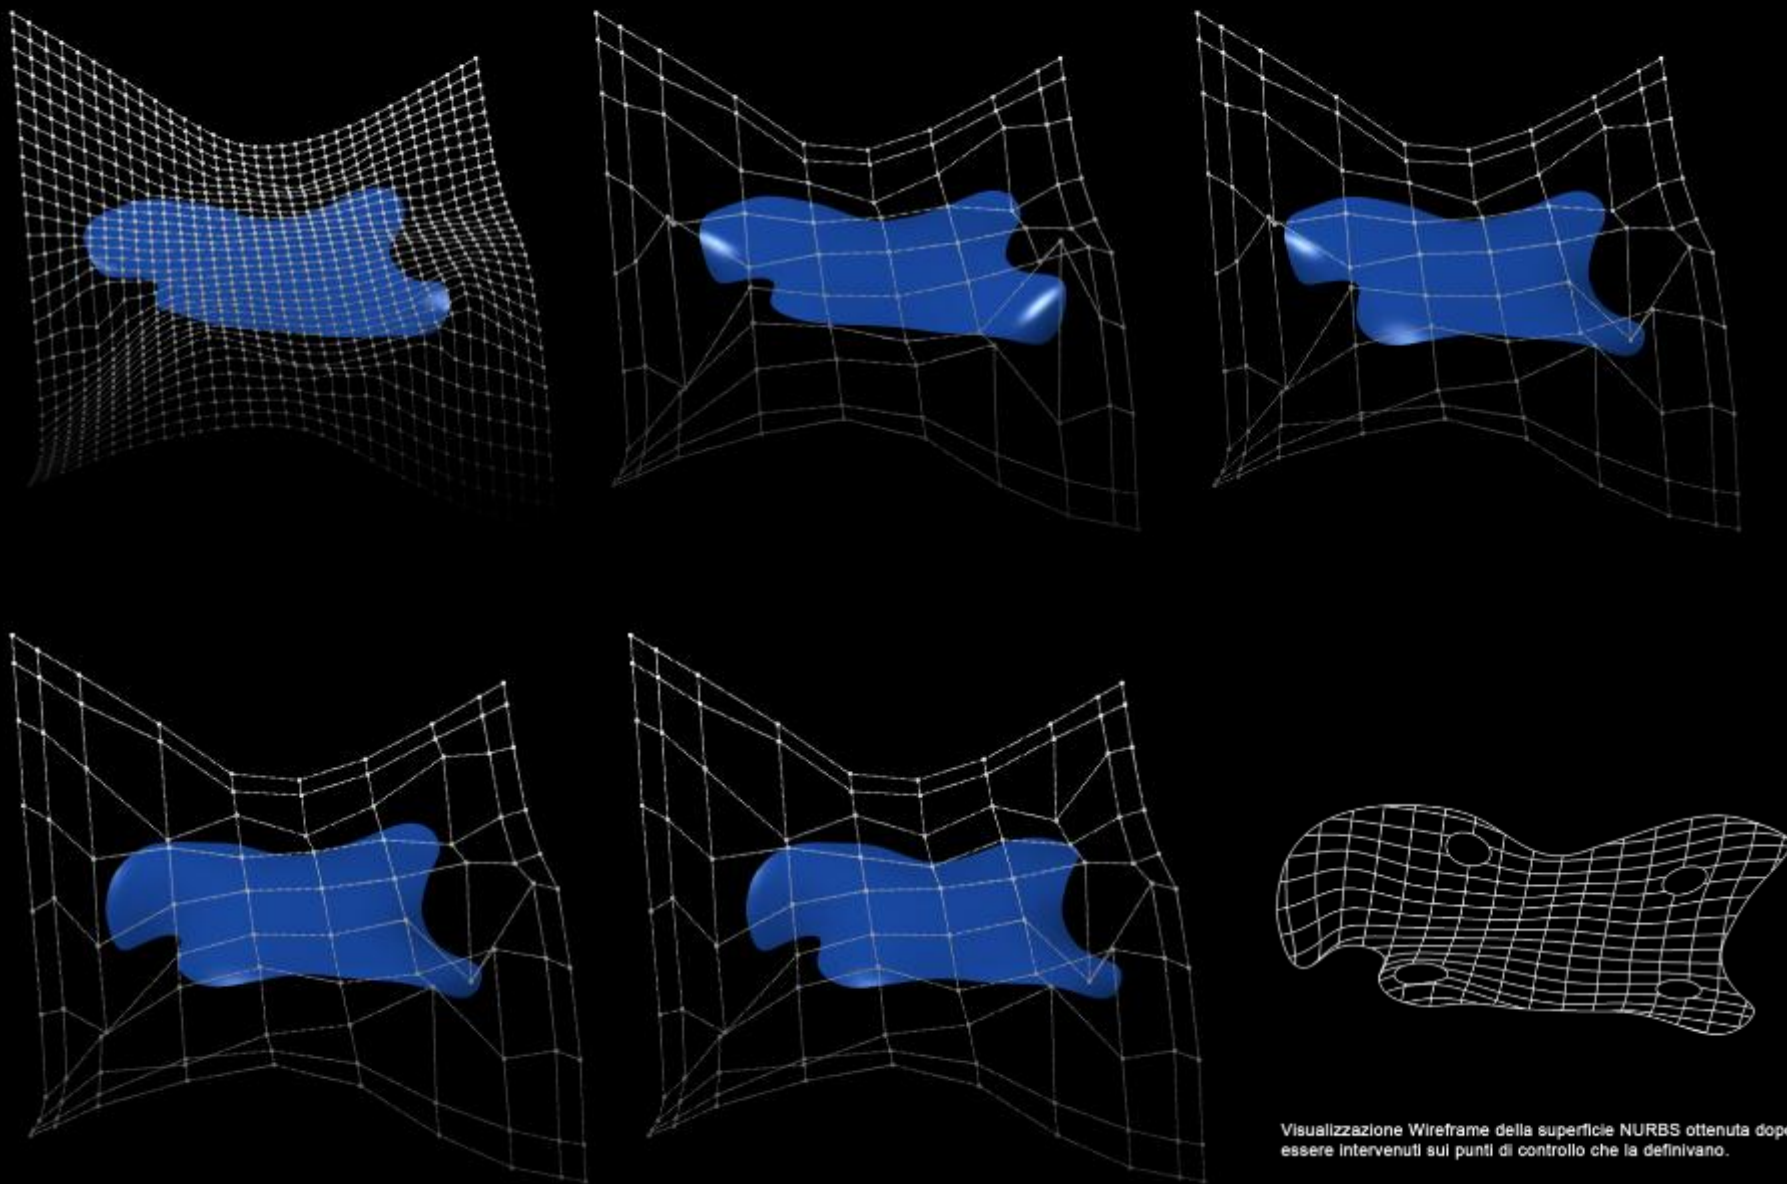 Visualizzazione Wireframe della superficie NURBS ottenuta dopo
essere intervenuti sui punti di controllo che la definivano.